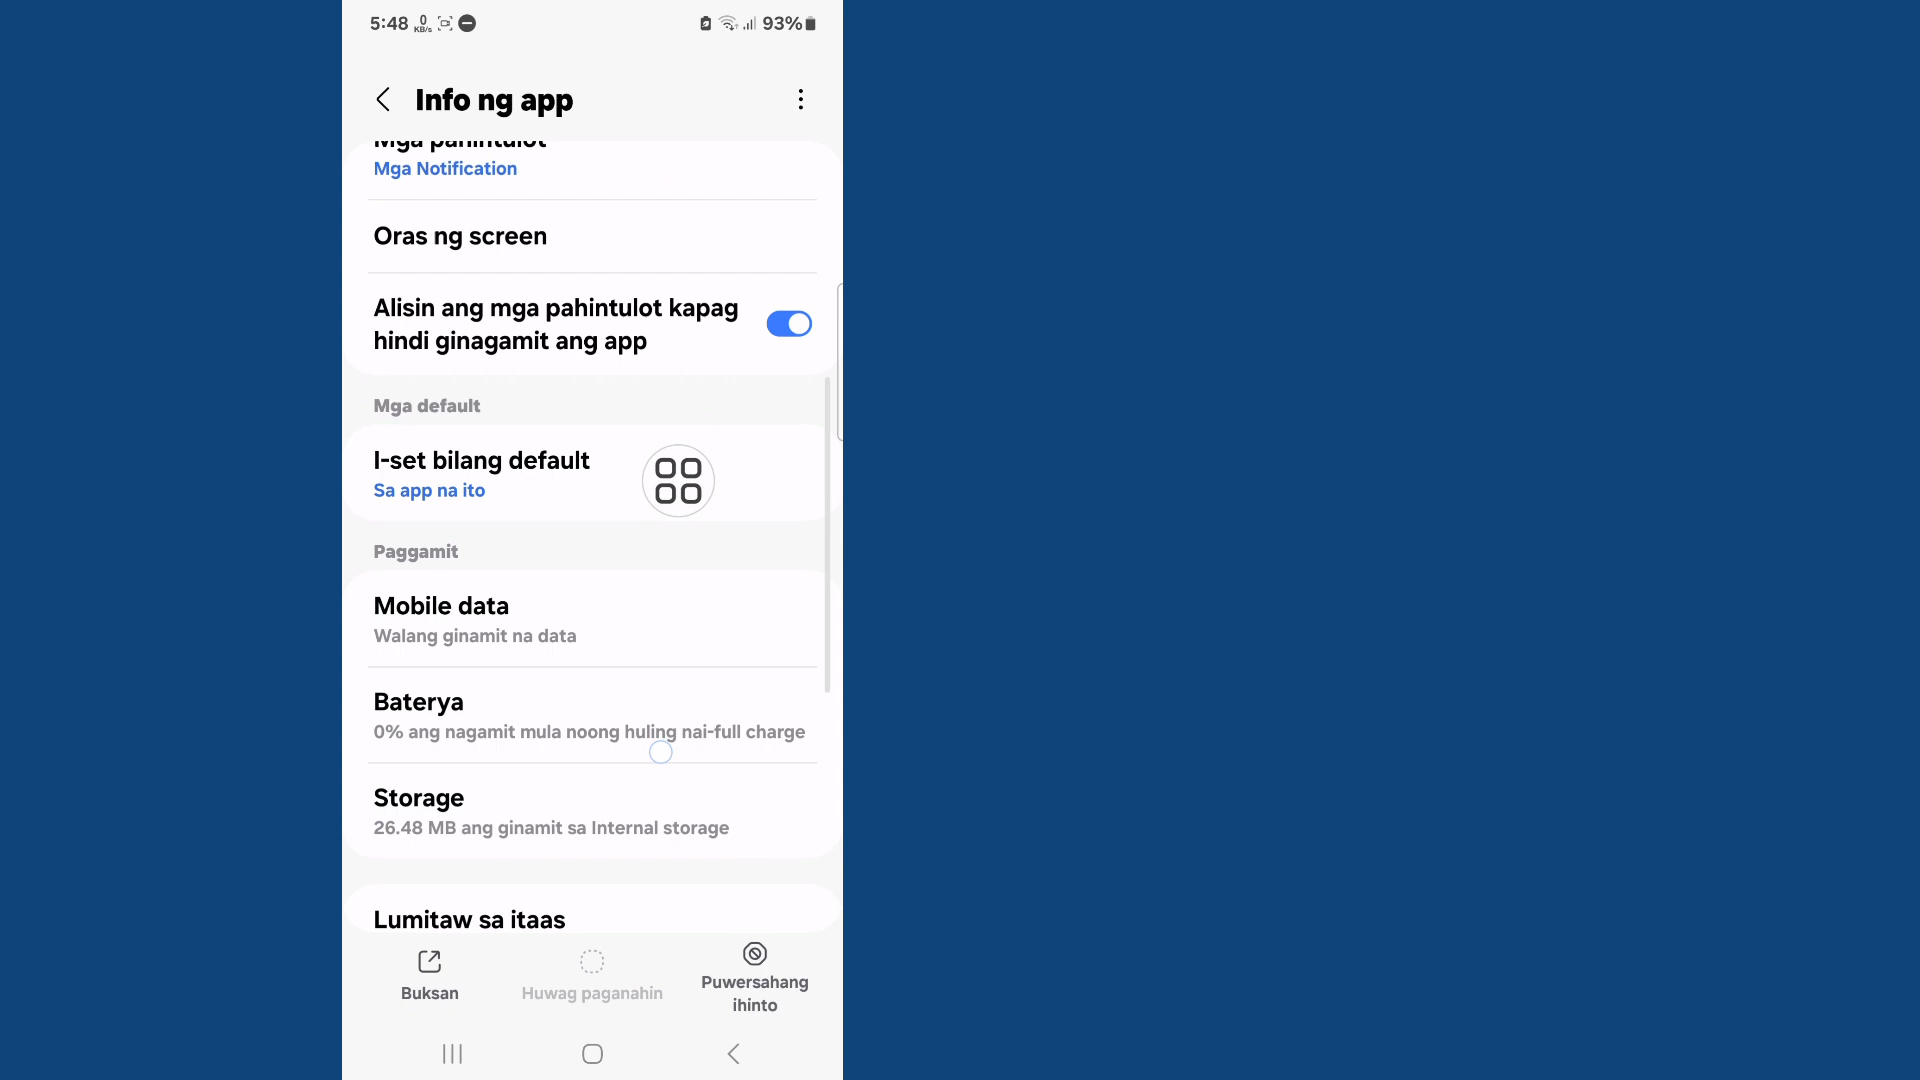 5:48 0 KB/s 93%
Info ng app
Mga pahintulot
Mga Notification
Oras ng screen
Alisin ang mga pahintulot kapag
hindi ginagamit ang app
Mga default
I-set bilang default
Sa app na ito
Paggamit
Mobile data
Walang ginamit na data
Baterya
0% ang nagamit mula noong huling nai-full charge
Storage
26.48 MB ang ginamit sa Internal storage
Lumitaw sa itaas
Buksan
Huwag paganahin
Puwersahang
ihinto